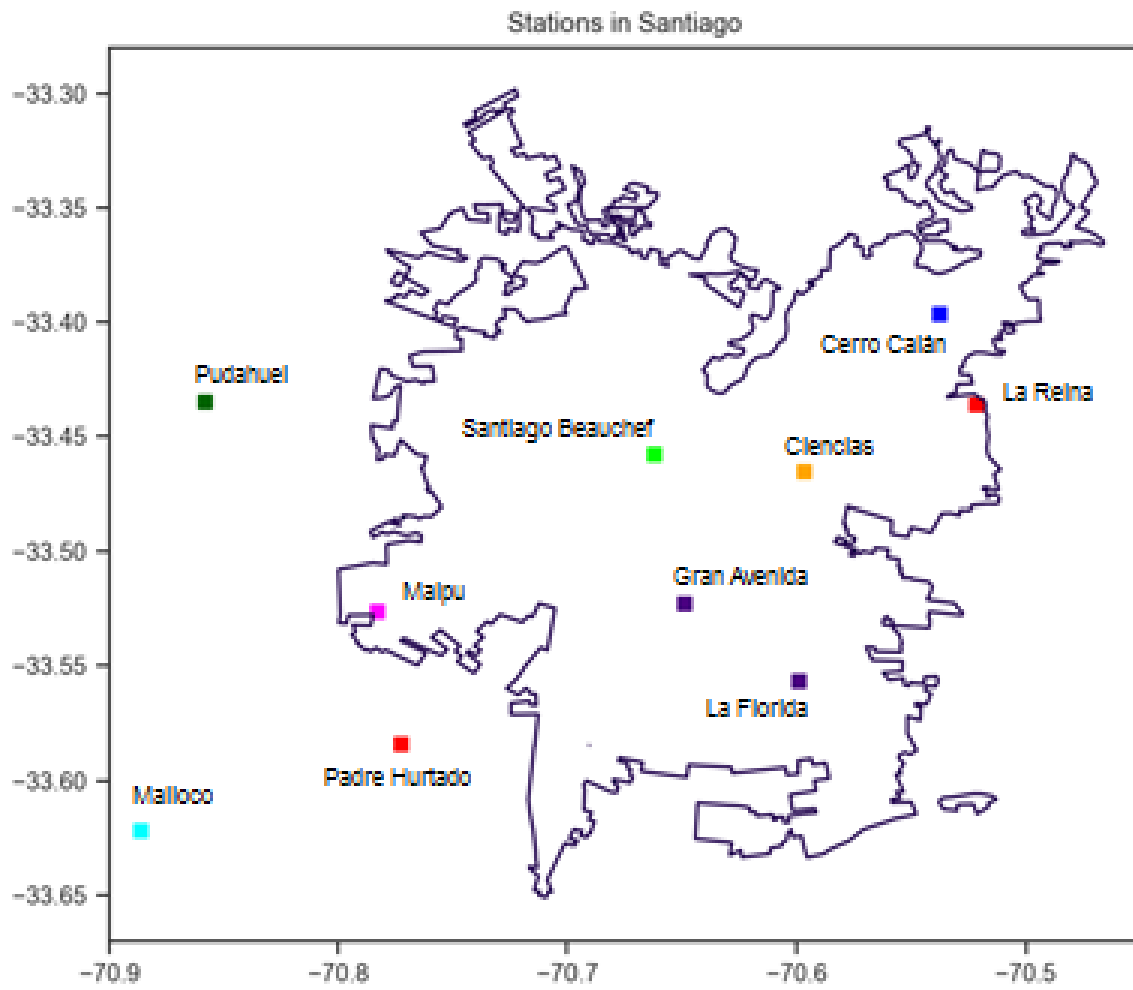 Stations in Santiago
−33.30
−33.35
−33.40
Cerro Calán
Pudahuel
La Reina
Santiago Beauchef
−33.45
Ciencias
−33.50
Gran Avenida
Maipu
−33.55
La Florida
Padre Hurtado
−33.60
Malloco
−33.65
−70.9 −70.8 −70.7 −70.6 −70.5